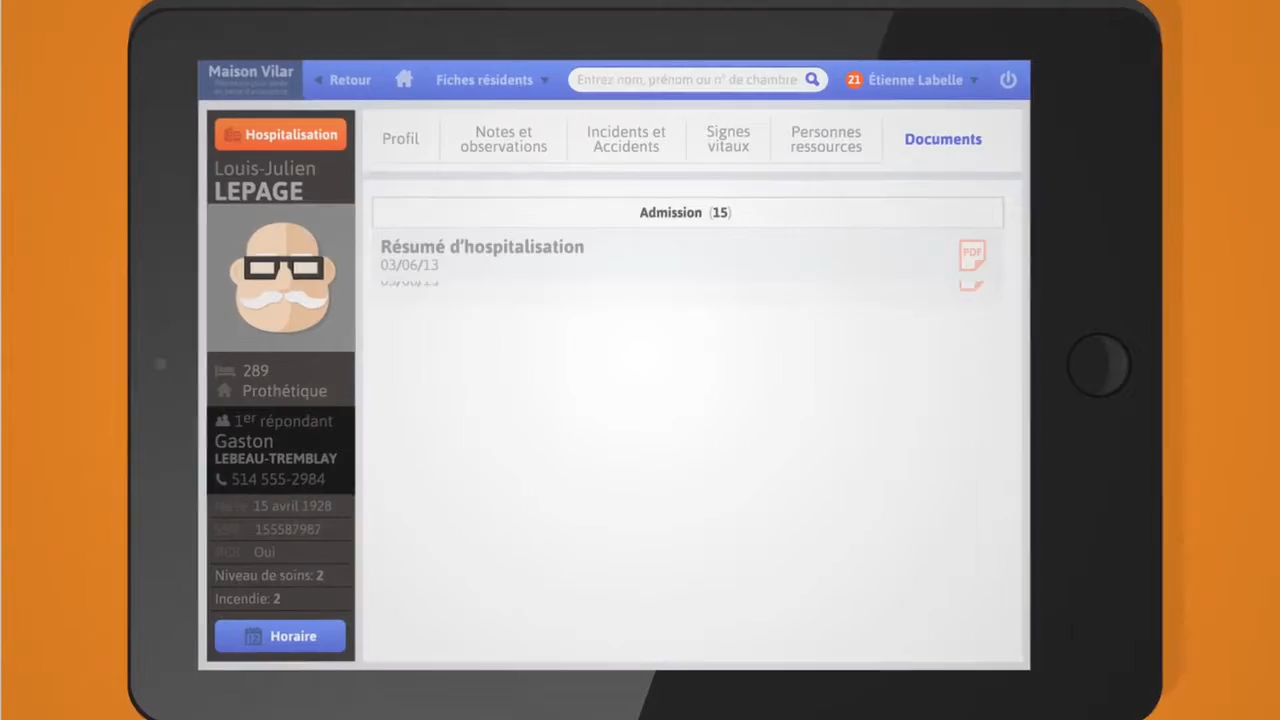 Maison Vilar
Retour
Fiches résidents
Entrez nom, prénom ou n° de chambre
21
Étienne Labelle
Hospitalisation
Louis-Julien
LEPAGE
289
Prothétique
1er répondant
Gaston
LEBEAU-TREMBLAY
514 555-2984
15 avril 1928
155587987
RCR Oui
Niveau de soins: 2
Incendie: 2
12 Horaire
Profil
Notes et
observations
Incidents et
Accidents
Signes
vitaux
Personnes
ressources
Documents
Admission (15)
Résumé d'hospitalisation
03/06/13
PDF